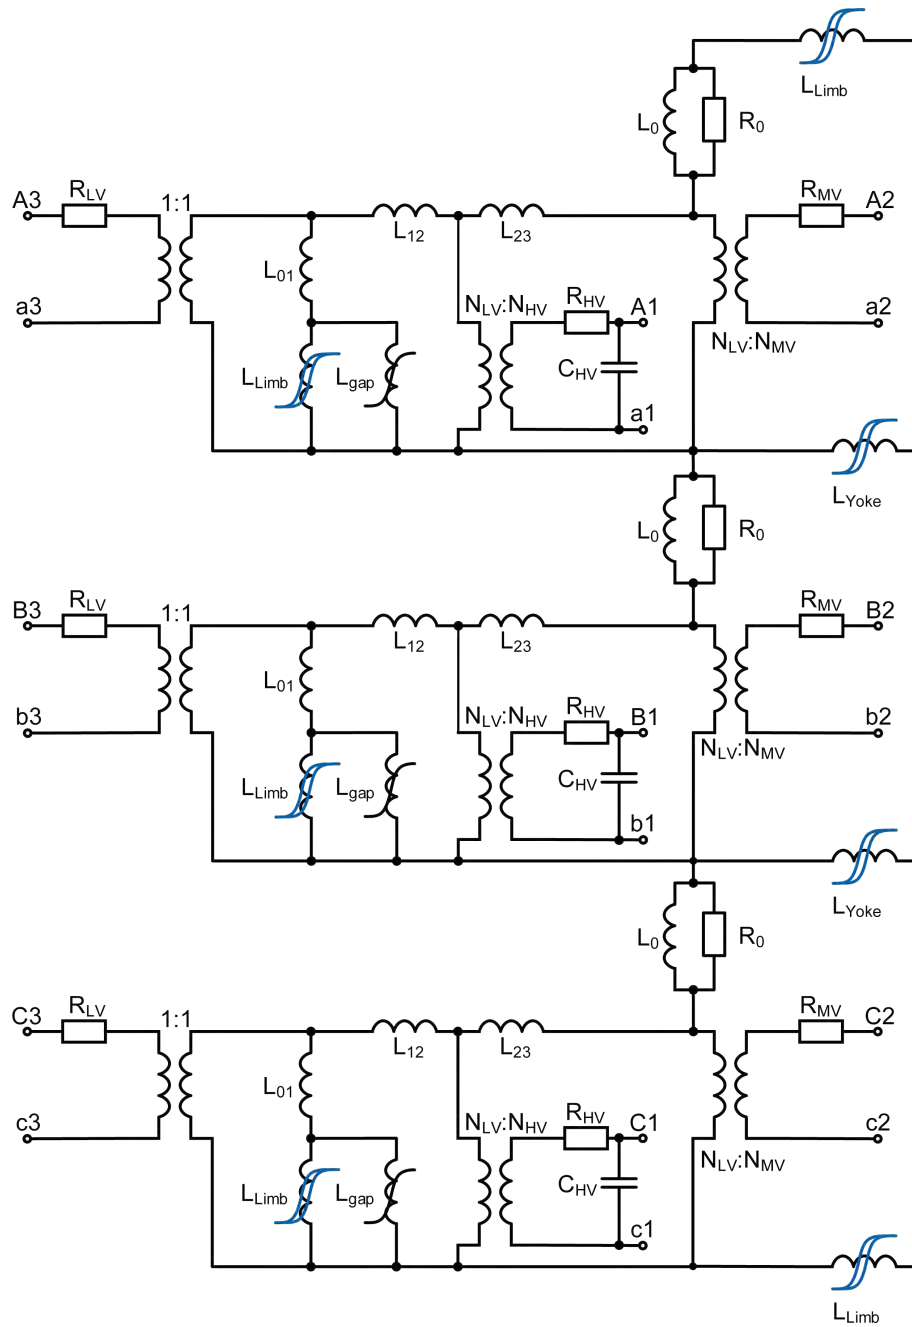 L_Limb
L_0 R_0
A3 R_LV 1:1 R_MV A2
L_12 L_23
L_01
N_LV:N_HV R_HV A1
a3 a2
N_LV:N_MV
L_Limb L_gap C_HV
a1
L_Yoke
L_0 R_0
B3 R_LV 1:1 R_MV B2
L_12 L_23
L_01
N_LV:N_HV R_HV B1
b3 b2
N_LV:N_MV
L_Limb L_gap C_HV
b1
L_Yoke
L_0 R_0
C3 R_LV 1:1 R_MV C2
L_12 L_23
L_01
N_LV:N_HV R_HV C1
c3 c2
N_LV:N_MV
L_Limb L_gap C_HV
c1
L_Limb